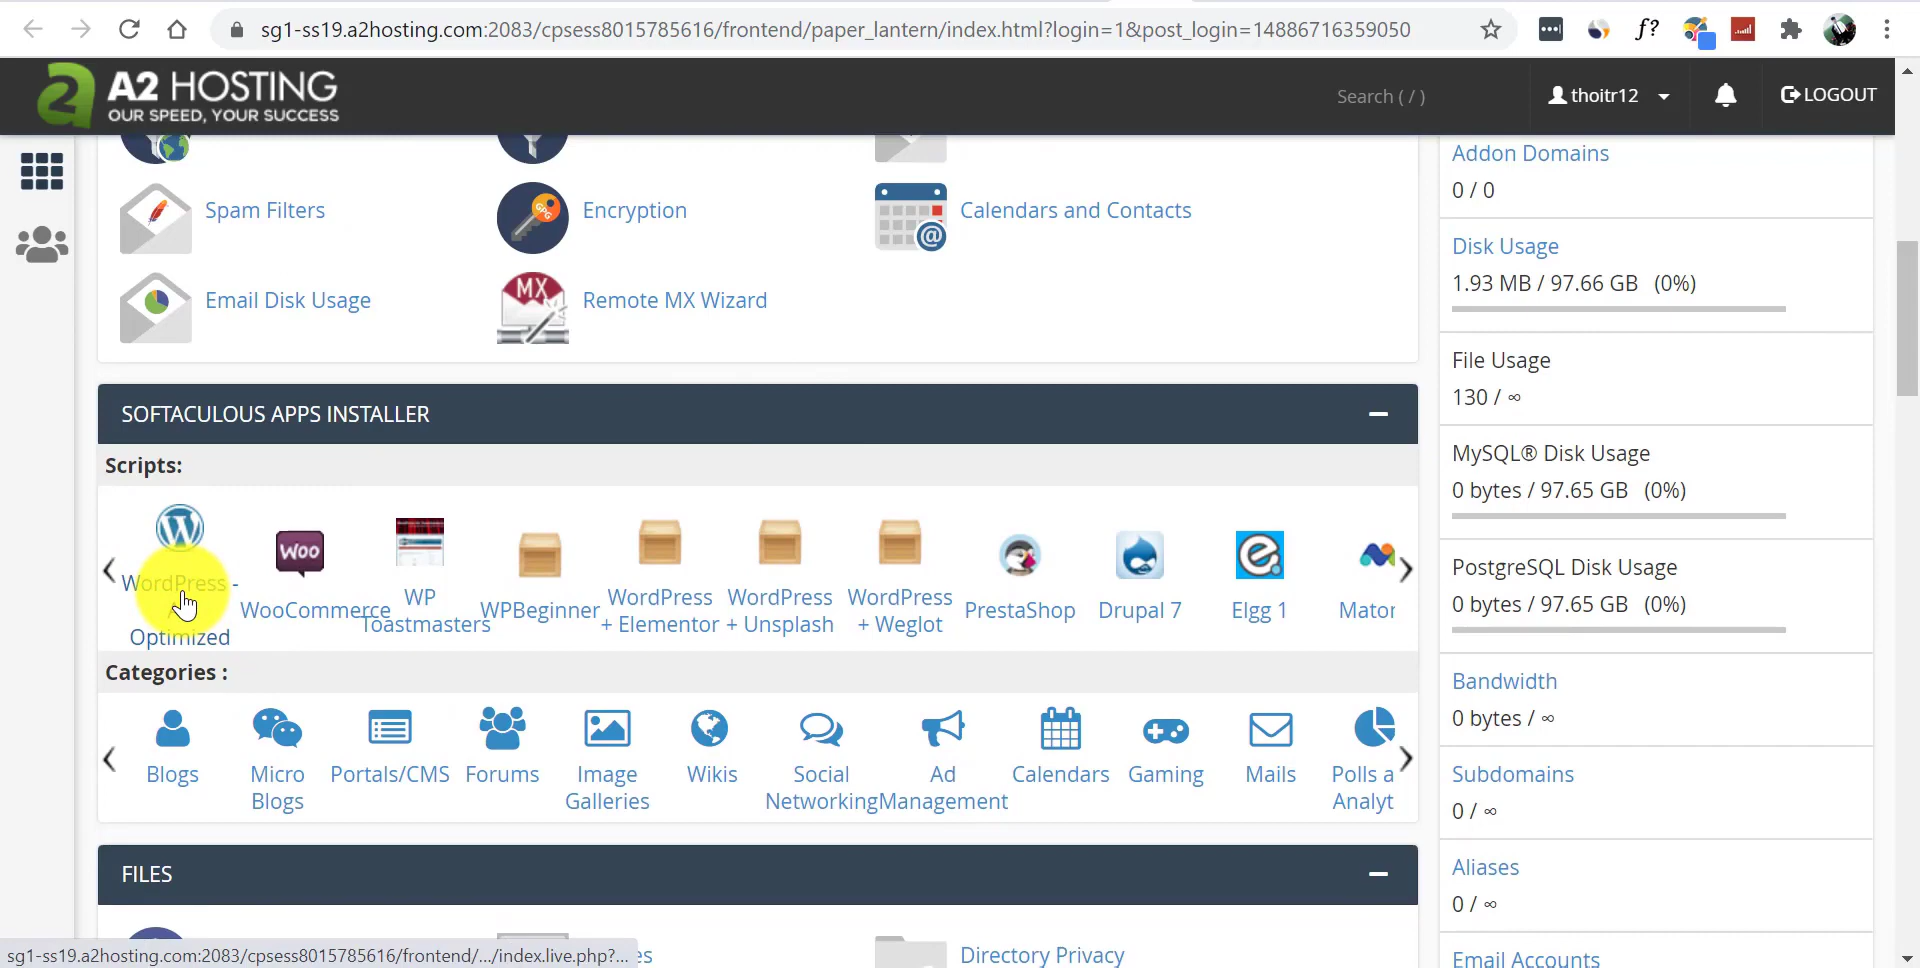 sg1-ss19.a2hosting.com:2083/cpsess8015785616/frontend/paper_lantern/index.html?login=1&post_login=14886716359050
f?
A2 HOSTING
OUR SPEED, YOUR SUCCESS
Search ( / )
thoitr12
LOGOUT
Spam Filters
Encryption
GPG
Calendars and Contacts
@
Email Disk Usage
MX
Remote MX Wizard
SOFTACULOUS APPS INSTALLER
Scripts:
WordPress -
Optimized
Woo
WooCommerce
WP
Toastmasters
WPBeginner
WordPress
+ Elementor
WordPress
+ Unsplash
WordPress
+ Weglot
PrestaShop
Drupal 7
Elgg 1
Mator
Categories :
Blogs
Micro
Blogs
Portals/CMS
Forums
Image
Galleries
Wikis
Social
Networking
Ad
Management
Calendars
Gaming
Mails
Polls a
Analyt
FILES
Directory Privacy
sg1-ss19.a2hosting.com:2083/cpsess8015785616/frontend/.../index.live.php?...
es
Addon Domains
0 / 0
Disk Usage
1.93 MB / 97.66 GB (0%)
File Usage
130 / ∞
MySQL® Disk Usage
0 bytes / 97.65 GB (0%)
PostgreSQL Disk Usage
0 bytes / 97.65 GB (0%)
Bandwidth
0 bytes / ∞
Subdomains
0 / ∞
Aliases
0 / ∞
Email Accounts